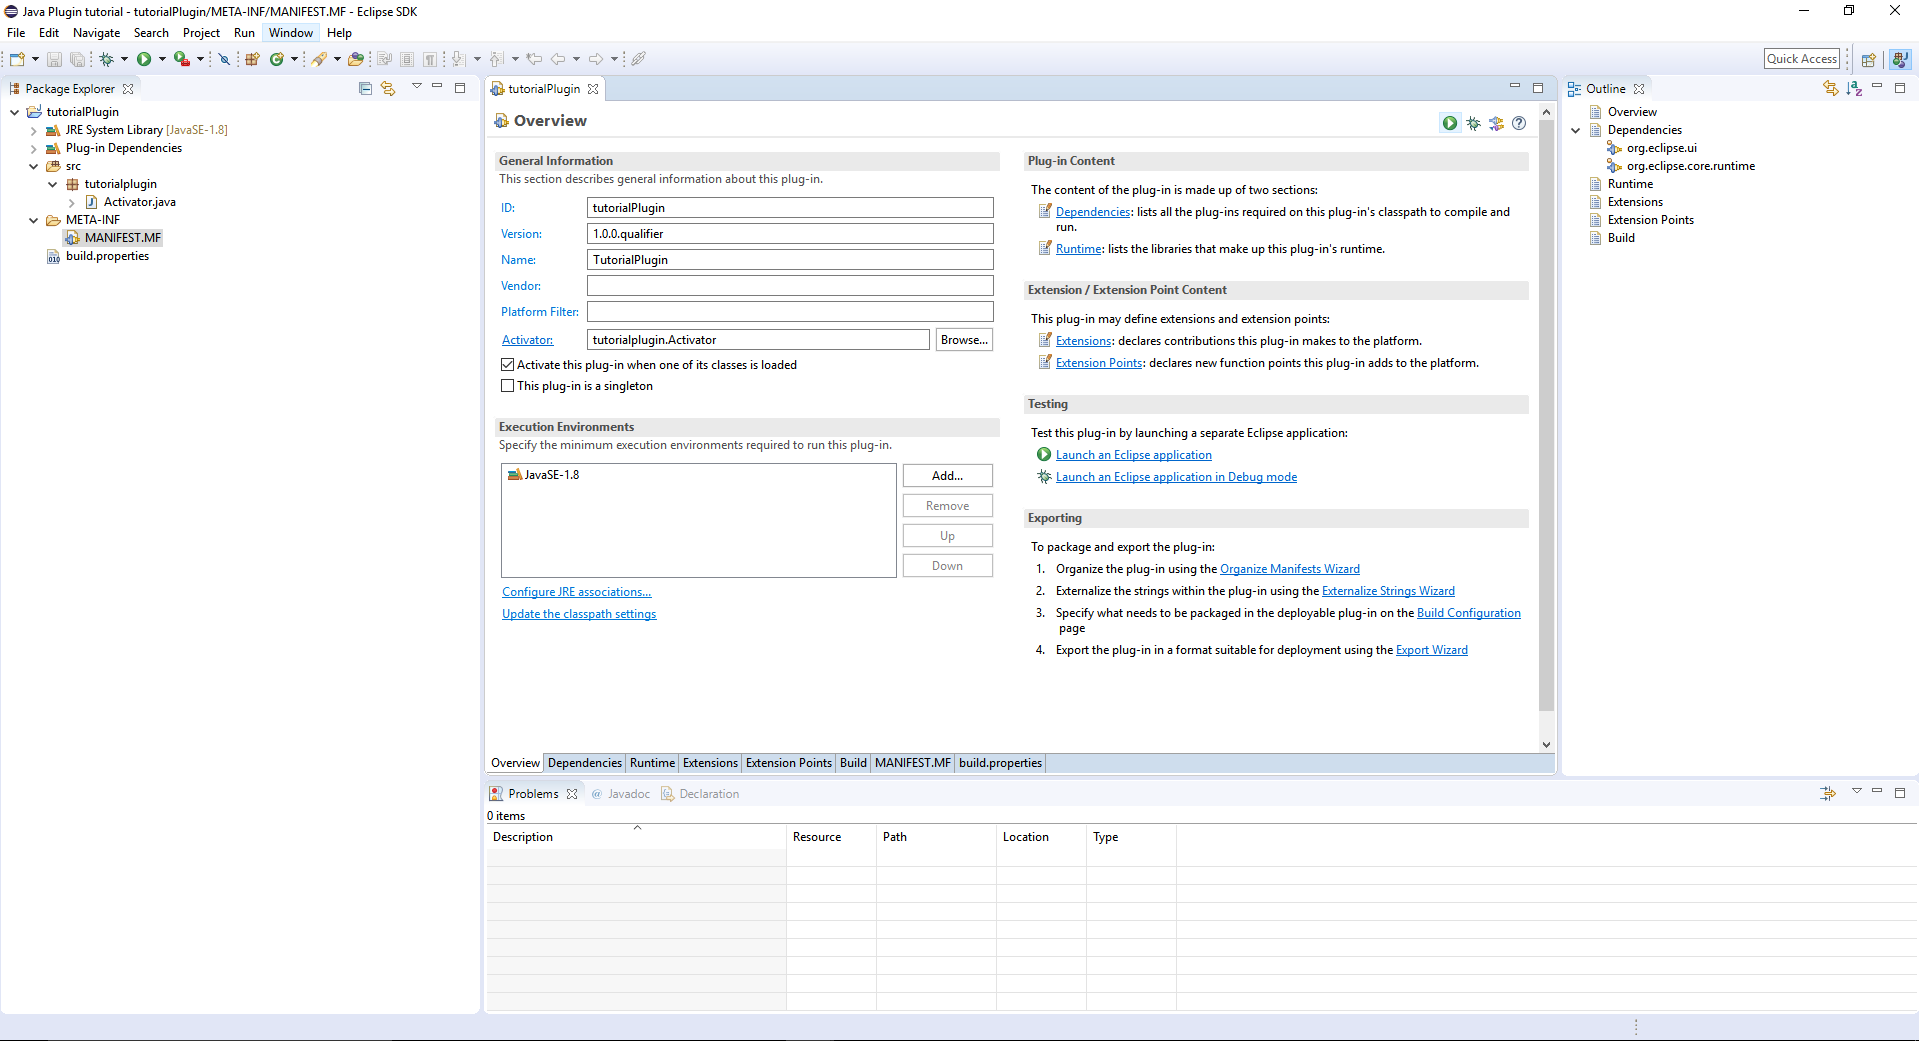 Java Plugin tutorial - tutorialPlugin/META-INF/MANIFEST.MF - Eclipse SDK
File Edit Navigate Search Project Run Window Help
Quick Access
Package Explorer
tutorialPlugin
JRE System Library [JavaSE-1.8]
Plug-in Dependencies
src
tutorialplugin
Activator.java
META-INF
MANIFEST.MF
build.properties
tutorialPlugin
Overview
General Information
This section describes general information about this plug-in.
ID: tutorialPlugin
Version: 1.0.0.qualifier
Name: TutorialPlugin
Vendor:
Platform Filter:
Activator: tutorialplugin.Activator Browse...
Activate this plug-in when one of its classes is loaded
This plug-in is a singleton
Execution Environments
Specify the minimum execution environments required to run this plug-in.
JavaSE-1.8
Add...
Remove
Up
Down
Configure JRE associations...
Update the classpath settings
Plug-in Content
The content of the plug-in is made up of two sections:
Dependencies: lists all the plug-ins required on this plug-in's classpath to compile and
run.
Runtime: lists the libraries that make up this plug-in's runtime.
Extension / Extension Point Content
This plug-in may define extensions and extension points:
Extensions: declares contributions this plug-in makes to the platform.
Extension Points: declares new function points this plug-in adds to the platform.
Testing
Test this plug-in by launching a separate Eclipse application:
Launch an Eclipse application
Launch an Eclipse application in Debug mode
Exporting
To package and export the plug-in:
1. Organize the plug-in using the Organize Manifests Wizard
2. Externalize the strings within the plug-in using the Externalize Strings Wizard
3. Specify what needs to be packaged in the deployable plug-in on the Build Configuration
page
4. Export the plug-in in a format suitable for deployment using the Export Wizard
Overview Dependencies Runtime Extensions Extension Points Build MANIFEST.MF build.properties
Outline
Overview
Dependencies
org.eclipse.ui
org.eclipse.core.runtime
Runtime
Extensions
Extension Points
Build
Problems @ Javadoc Declaration
0 items
Description Resource Path Location Type